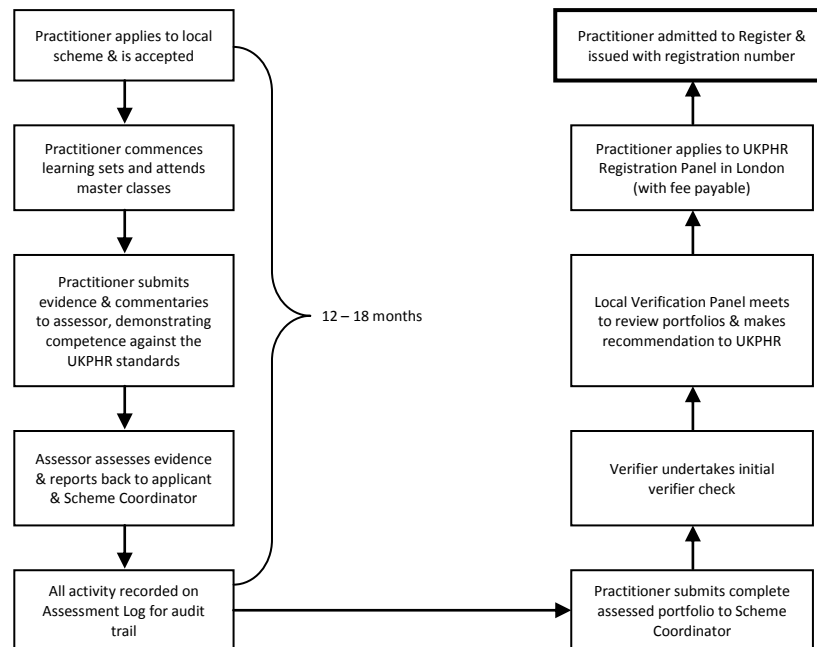 Practitioner applies to local
scheme & is accepted
Practitioner commences
learning sets and attends
master classes
Practitioner submits
evidence & commentaries
to assessor, demonstrating
competence against the
UKPHR standards
Assessor assesses evidence
& reports back to applicant
& Scheme Coordinator
All activity recorded on
Assessment Log for audit
trail
12 – 18 months
Practitioner submits complete
assessed portfolio to Scheme
Coordinator
Verifier undertakes initial
verifier check
Local Verification Panel meets
to review portfolios & makes
recommendation to UKPHR
Practitioner applies to UKPHR
Registration Panel in London
(with fee payable)
Practitioner admitted to Register &
issued with registration number